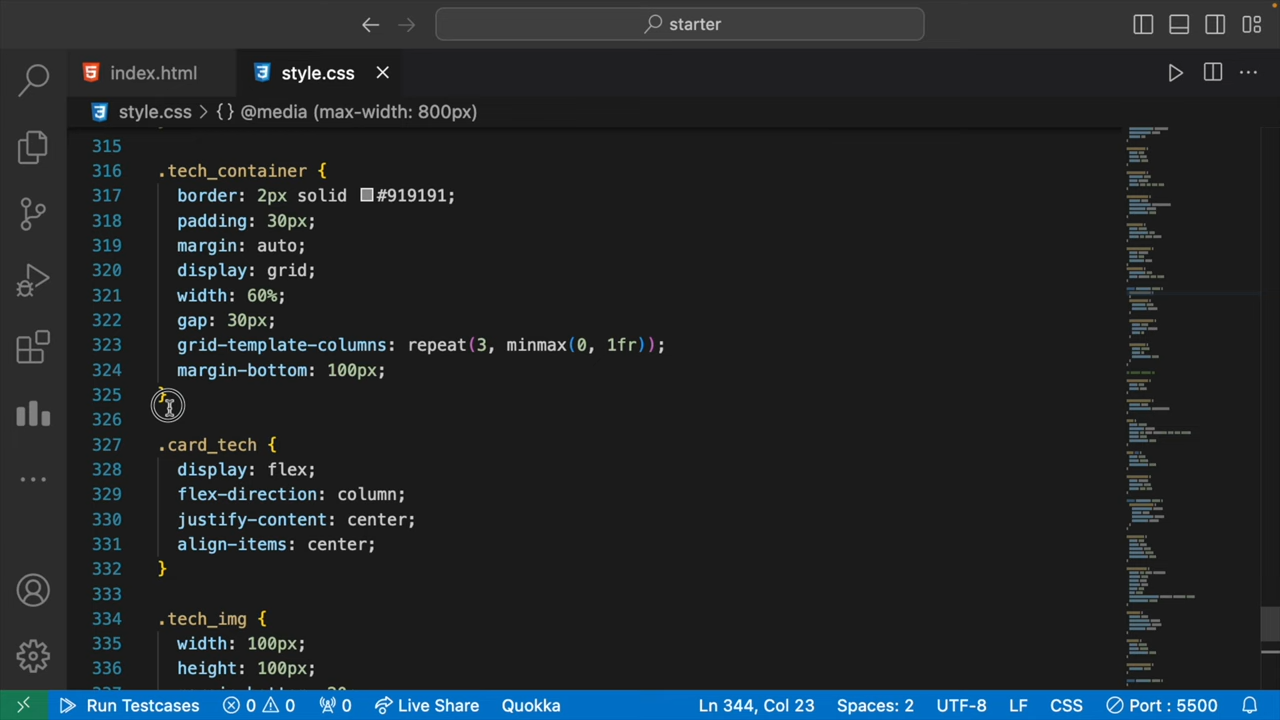 starter
index.html
style.css
style.css > {} @media (max-width: 800px)
315
316 .tech_container {
317 border: 2px solid #919191;
318 padding: 30px;
319 margin: auto;
320 display: grid;
321 width: 60%;
322 gap: 30px;
323 grid-template-columns: repeat(3, minmax(0, 1fr));
324 margin-bottom: 100px;
325 }
326
327 .card_tech {
328 display: flex;
329 flex-direction: column;
330 justify-content: center;
331 align-items: center;
332 }
333
334 .tech_img {
335 width: 100px;
336 height: 100px;
Run Testcases 0 0 0 Live Share Quokka Ln 344, Col 23 Spaces: 2 UTF-8 LF CSS Port : 5500